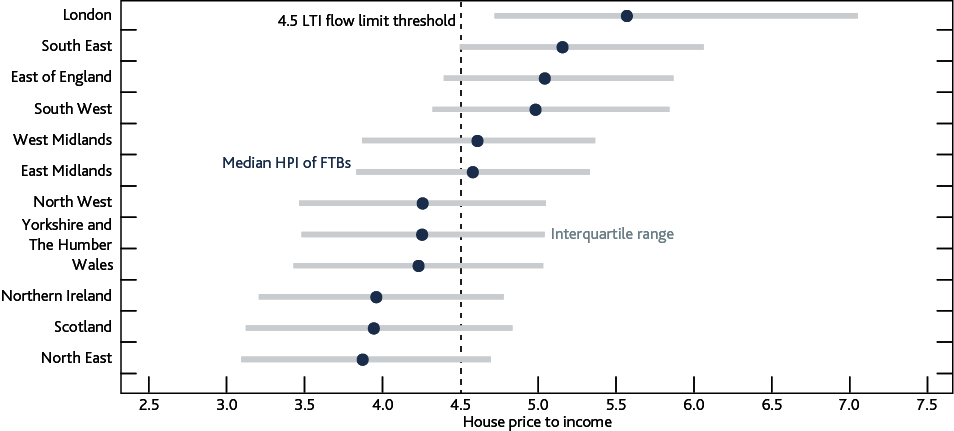 London
4.5 LTI flow limit threshold
South East
East of England
South West
West Midlands
Median HPI of FTBs
East Midlands
North West
Yorkshire and
The Humber
Interquartile range
Wales
Northern Ireland
Scotland
North East
2.5 3.0 3.5 4.0 4.5 5.0 5.5 6.0 6.5 7.0 7.5
House price to income